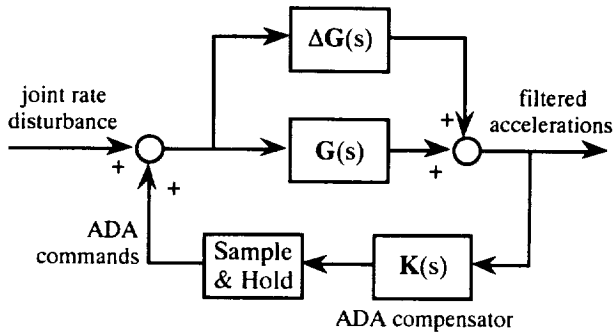 ΔG(s)
joint rate
disturbance
filtered
accelerations
+
+
G(s)
+
+
ADA
commands
Sample
& Hold
K(s)
ADA compensator